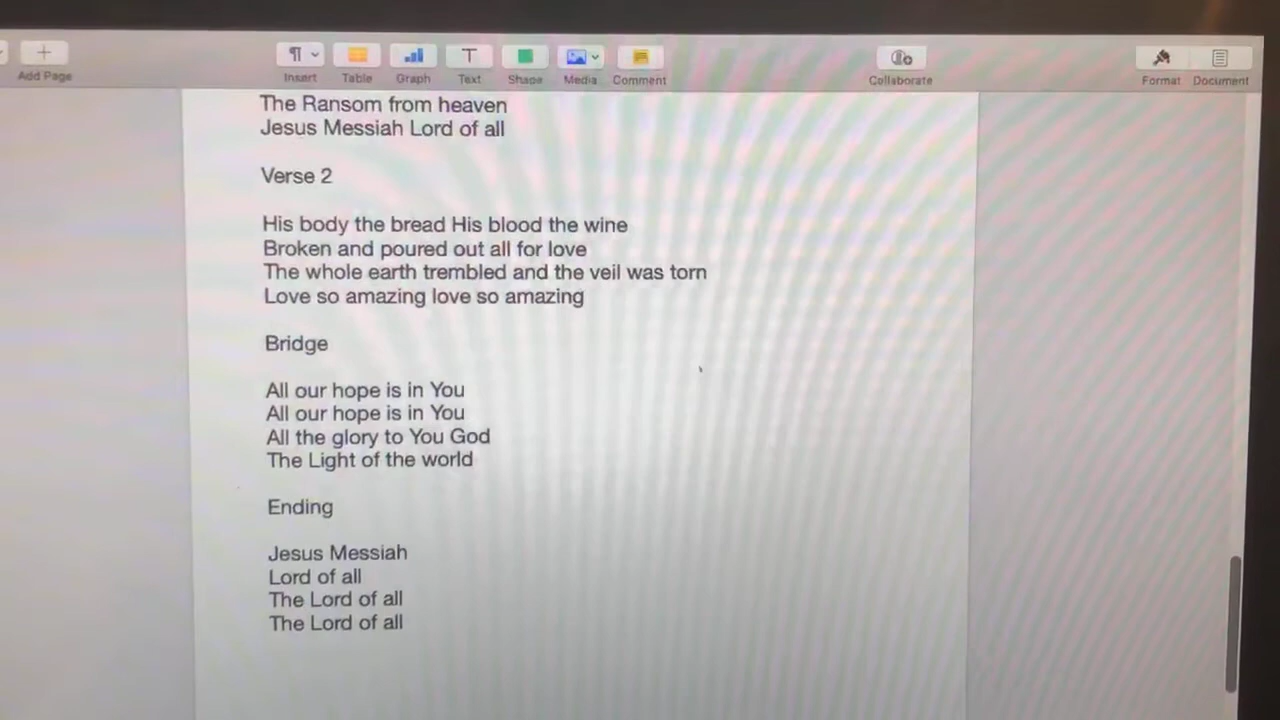 Add Page
Insert
Table
Graph
Text
Shape
Media
Comment
Collaborate
Format
Document
The Ransom from heaven
Jesus Messiah Lord of all
Verse 2
His body the bread His blood the wine
Broken and poured out all for love
The whole earth trembled and the veil was torn
Love so amazing love so amazing
Bridge
All our hope is in You
All our hope is in You
All the glory to You God
The Light of the world
Ending
Jesus Messiah
Lord of all
The Lord of all
The Lord of all